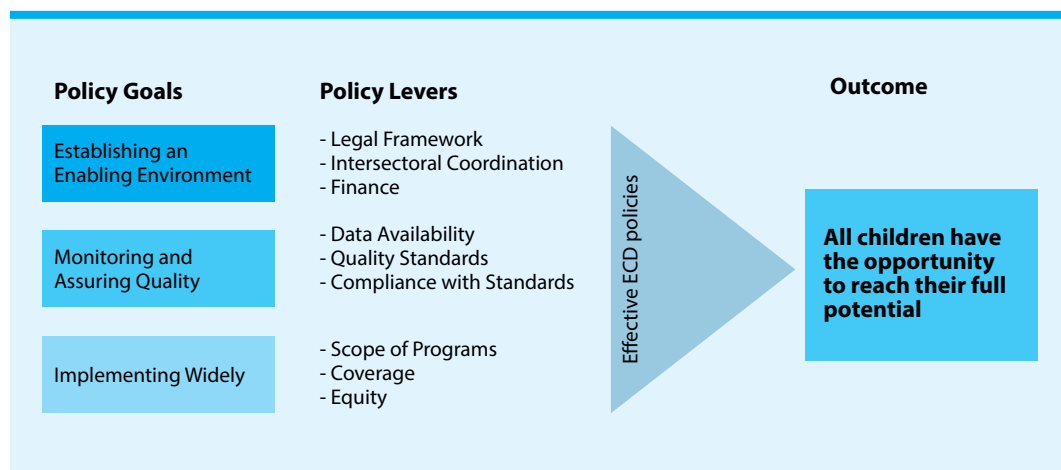 Policy Goals
Policy Levers
Outcome
Establishing an
Enabling Environment
- Legal Framework
- Intersectoral Coordination
- Finance
Monitoring and
Assuring Quality
- Data Availability
- Quality Standards
- Compliance with Standards
Implementing Widely
- Scope of Programs
- Coverage
- Equity
Effective ECD policies
All children have
the opportunity
to reach their full
potential